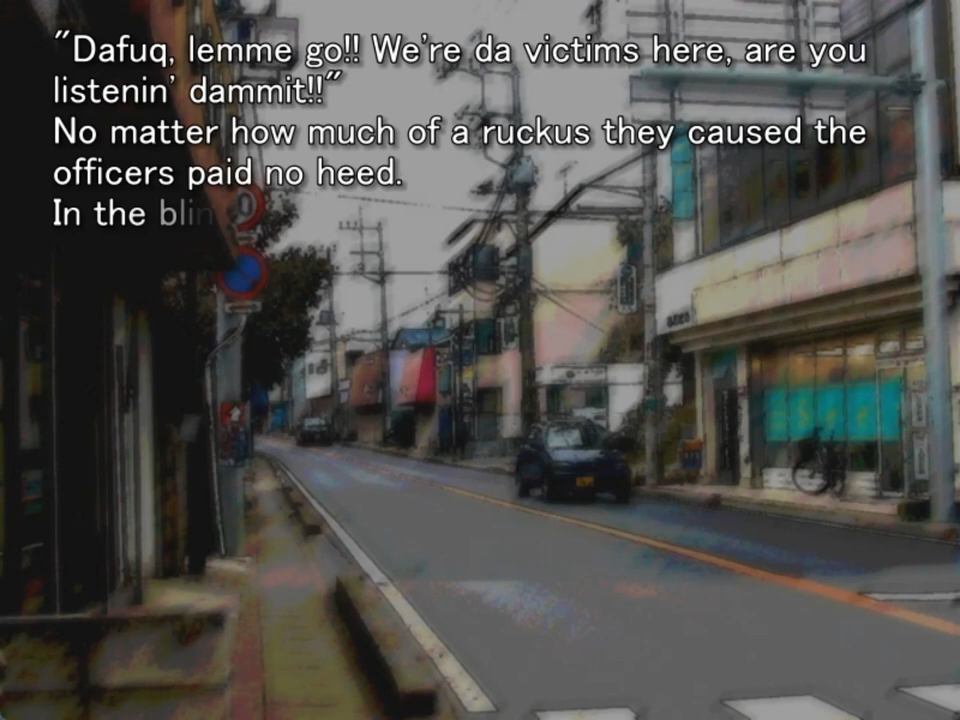 "Dafuq, lemme go!! We're da victims here, are you
listenin' dammit!!"
No matter how much of a ruckus they caused the
officers paid no heed.
In the blin